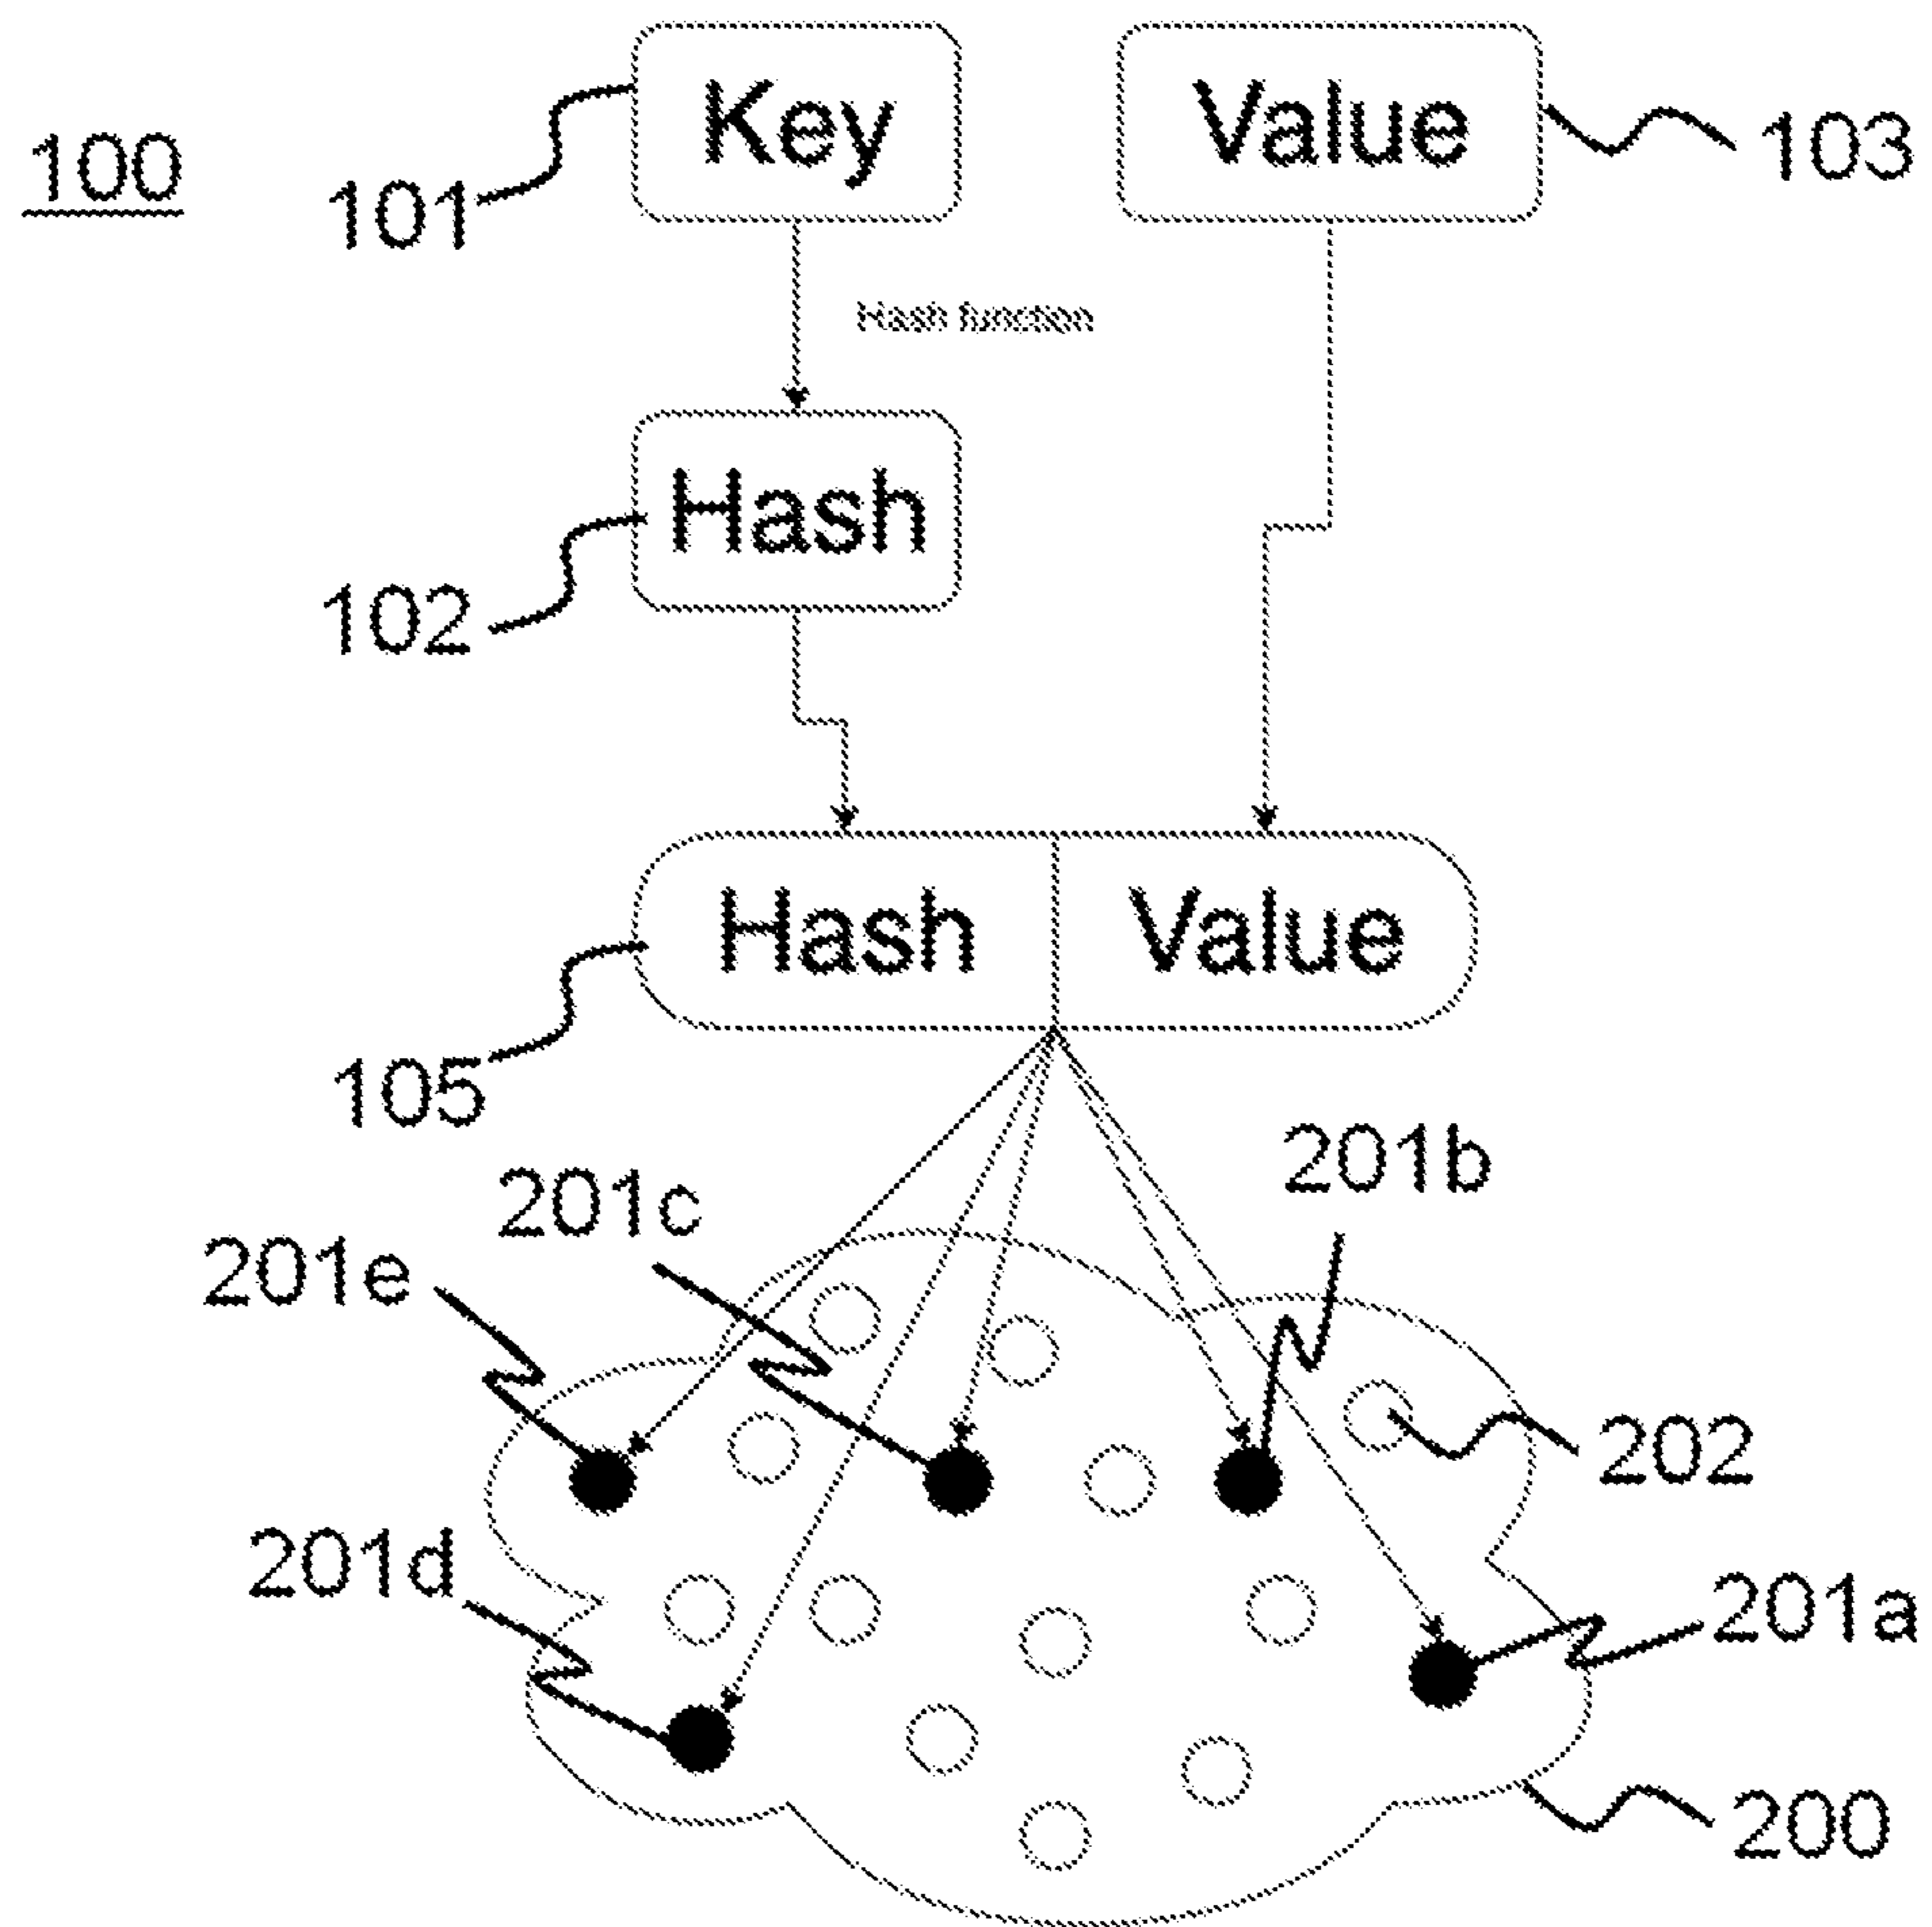 Key
Value
100
101
103
Hash function
Hash
102
Hash
Value
105
201b
201c
201e
202
201d
201a
200